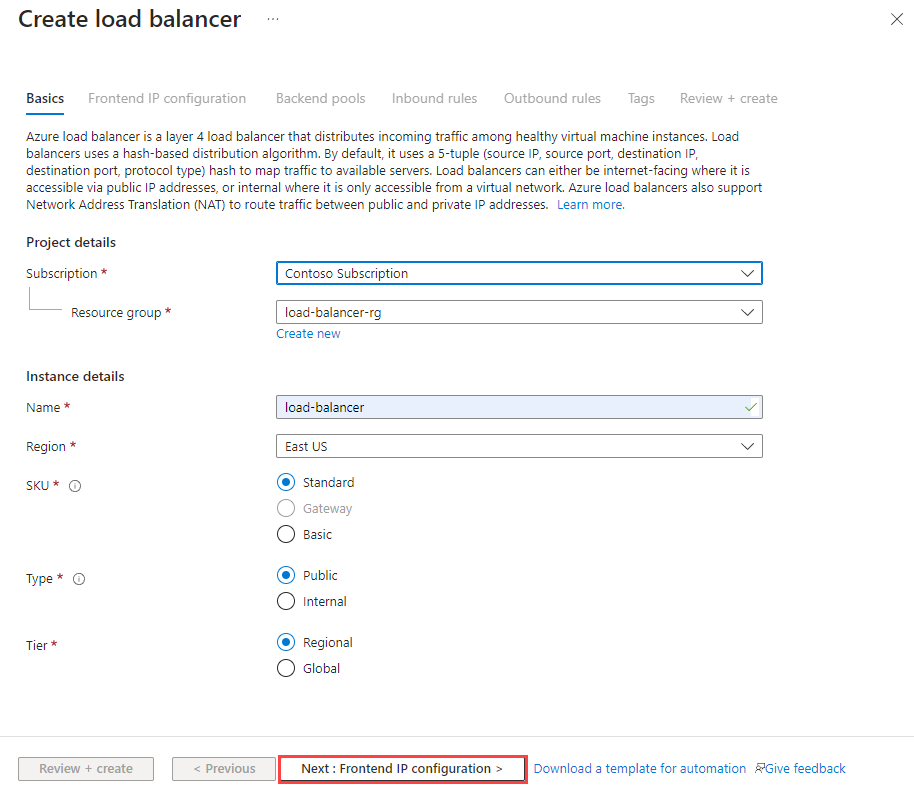 Create load balancer ...
Basics Frontend IP configuration Backend pools Inbound rules Outbound rules Tags Review + create
Azure load balancer is a layer 4 load balancer that distributes incoming traffic among healthy virtual machine instances. Load
balancers uses a hash-based distribution algorithm. By default, it uses a 5-tuple (source IP, source port, destination IP,
destination port, protocol type) hash to map traffic to available servers. Load balancers can either be internet-facing where it is
accessible via public IP addresses, or internal where it is only accessible from a virtual network. Azure load balancers also support
Network Address Translation (NAT) to route traffic between public and private IP addresses. Learn more.
Project details
Subscription * Contoso Subscription
Resource group * load-balancer-rg
Create new
Instance details
Name * load-balancer
Region * East US
SKU * Standard
Gateway
Basic
Type * Public
Internal
Tier * Regional
Global
Review + create < Previous Next : Frontend IP configuration > Download a template for automation Give feedback